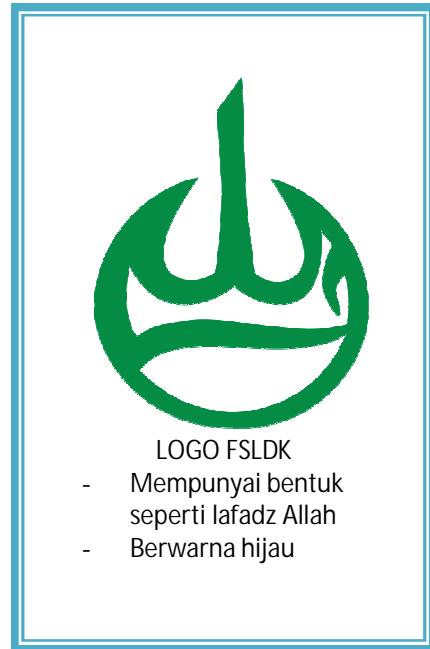 LOGO FSLDK
- Mempunyai bentuk
seperti lafadz Allah
- Berwarna hijau